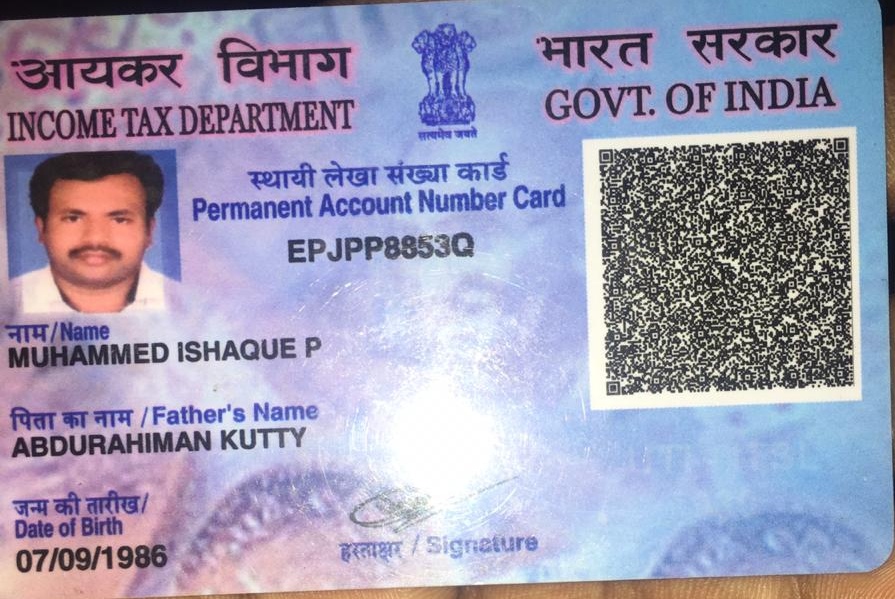 आयकर विभाग
INCOME TAX DEPARTMENT
सत्यमेव जयते
भारत सरकार
GOVT. OF INDIA
स्थायी लेखा संख्या कार्ड
Permanent Account Number Card
EPJPP8853Q
नाम/Name
MUHAMMED ISHAQUE P
पिता का नाम /Father's Name
ABDURAHIMAN KUTTY
जन्म की तारीख/
Date of Birth
07/09/1986
हस्ताक्षर / Signature